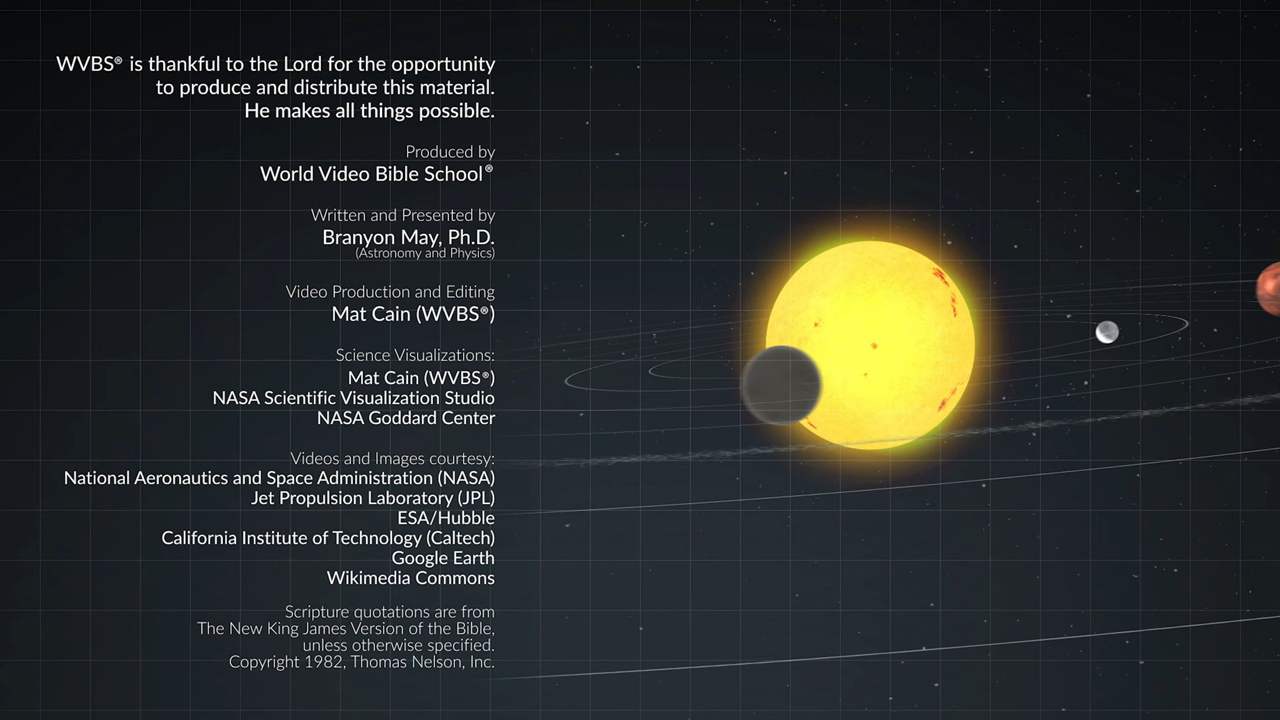 WVBS® is thankful to the Lord for the opportunity
to produce and distribute this material.
He makes all things possible.
Produced by
World Video Bible School®
Written and Presented by
Branyon May, Ph.D.
(Astronomy and Physics)
Video Production and Editing
Mat Cain (WVBS®)
Science Visualizations:
Mat Cain (WVBS®)
NASA Scientific Visualization Studio
NASA Goddard Center
Videos and Images courtesy:
National Aeronautics and Space Administration (NASA)
Jet Propulsion Laboratory (JPL)
ESA/Hubble
California Institute of Technology (Caltech)
Google Earth
Wikimedia Commons
Scripture quotations are from
The New King James Version of the Bible,
unless otherwise specified.
Copyright 1982, Thomas Nelson, Inc.